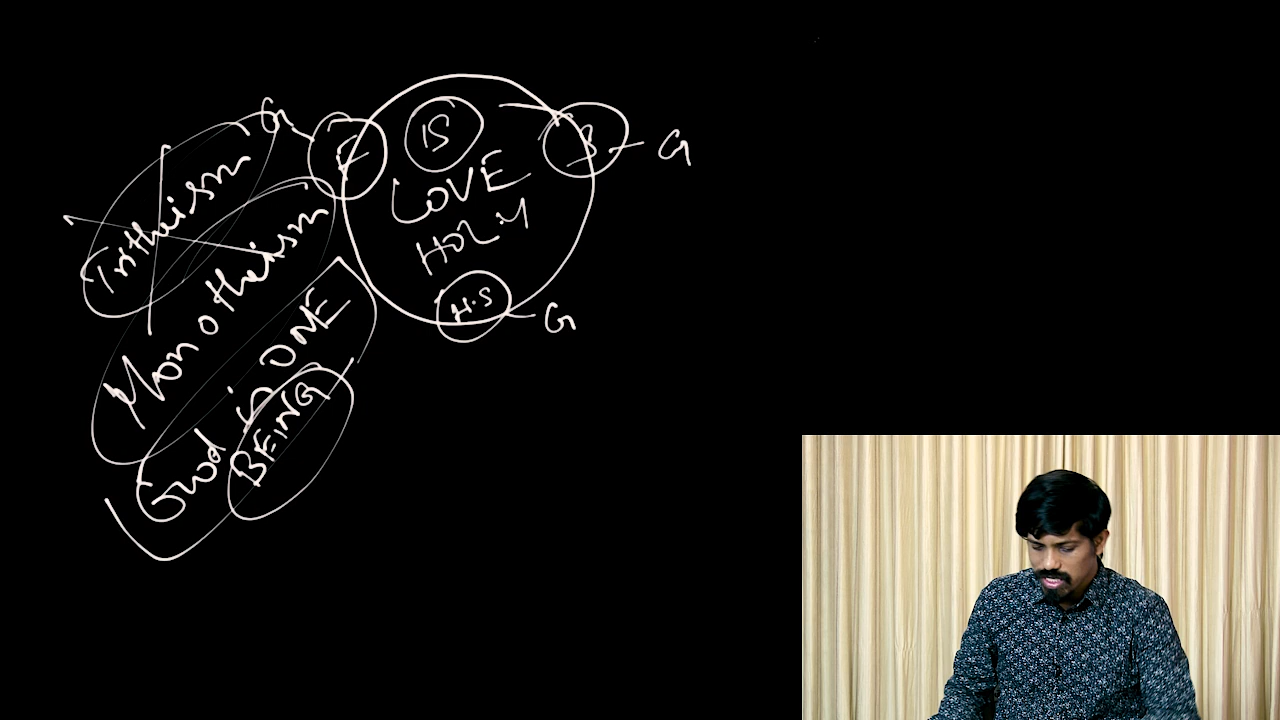 G
F
IS
S
G
LOVE
HOLY
H.S
G
Tritheism
Monotheism
God is ONE
BEING